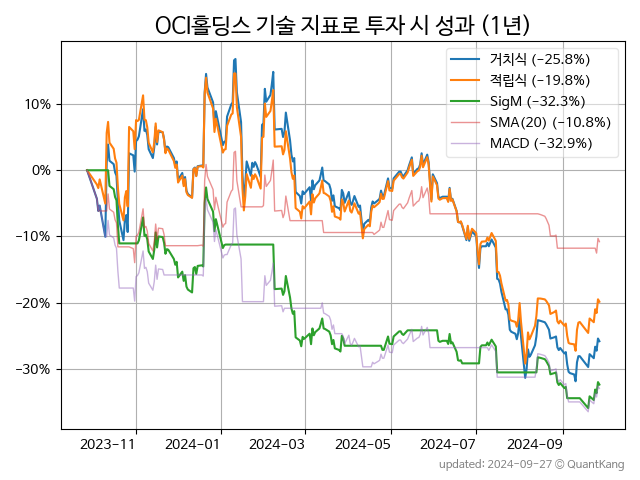 OCI홀딩스 기술 지표로 투자 시 성과 (1년)
거치식 (−25.8%)
적립식 (−19.8%)
SigM (−32.3%)
SMA(20) (−10.8%)
MACD (−32.9%)
10%
0%
−10%
−20%
−30%
2023-11
2024-01
2024-03
2024-05
2024-07
2024-09
updated: 2024-09-27 © QuantKang